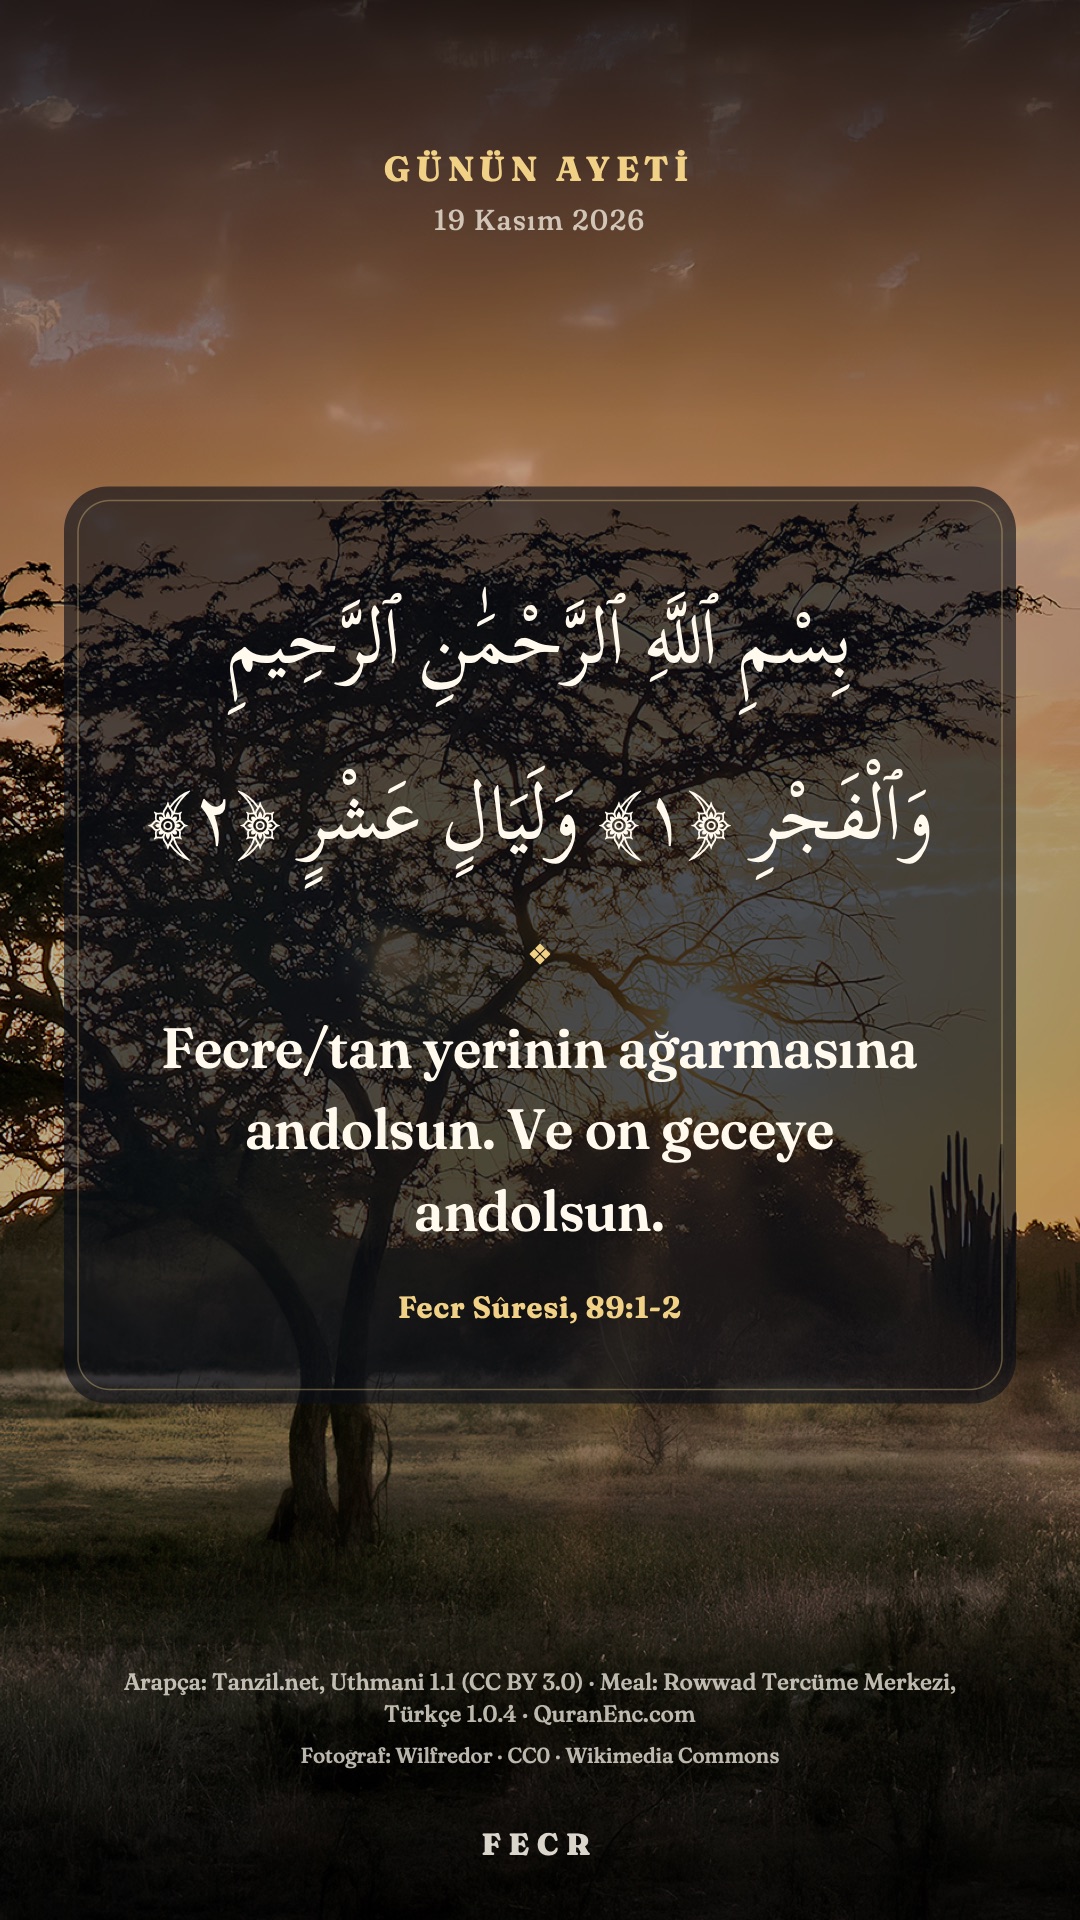 GÜNÜN AYETİ
19 Kasım 2026
بِسْمِ ٱللَّهِ ٱلرَّحْمَٰنِ ٱلرَّحِيمِ
وَٱلْفَجْرِ ﴿١﴾ وَلَيَالٍ عَشْرٍ ﴿٢﴾
❖
Fecre/tan yerinin ağarmasına
andolsun. Ve on geceye
andolsun.
Fecr Sûresi, 89:1-2
Arapça: Tanzil.net, Uthmani 1.1 (CC BY 3.0) · Meal: Rowwad Tercüme Merkezi,
Türkçe 1.0.4 · QuranEnc.com
Fotograf: Wilfredor · CC0 · Wikimedia Commons
FECR